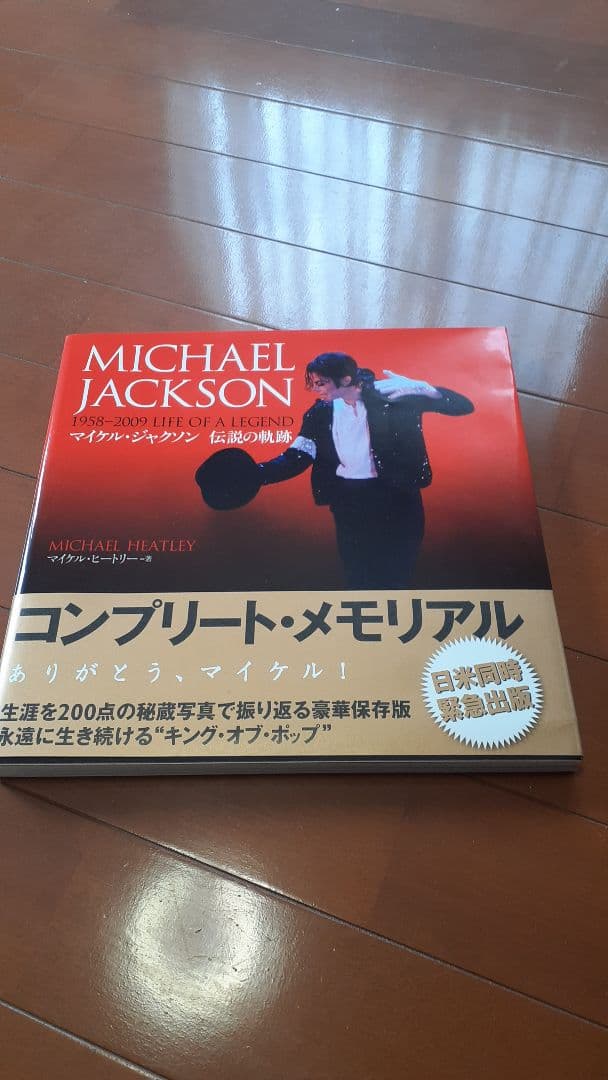 MICHAEL
JACKSON
1958–2009 LIFE OF A LEGEND
マイケル・ジャクソン 伝説の軌跡
MICHAEL HEATLEY
マイケル・ヒートリー=著
コンプリート・メモリアル
ありがとう、マイケル!
日米同時
緊急出版
生涯を200点の秘蔵写真で振り返る豪華保存版
永遠に生き続ける“キング・オブ・ポップ”